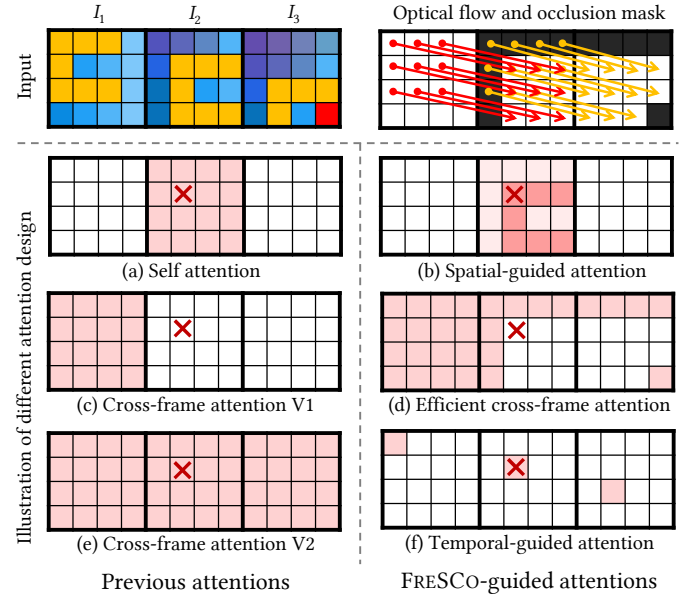 I1 I2 I3
Optical flow and occlusion mask
Input
Illustration of different attention design
(a) Self attention
(b) Spatial-guided attention
(c) Cross-frame attention V1
(d) Efficient cross-frame attention
(e) Cross-frame attention V2
(f) Temporal-guided attention
Previous attentions
FRESCO-guided attentions